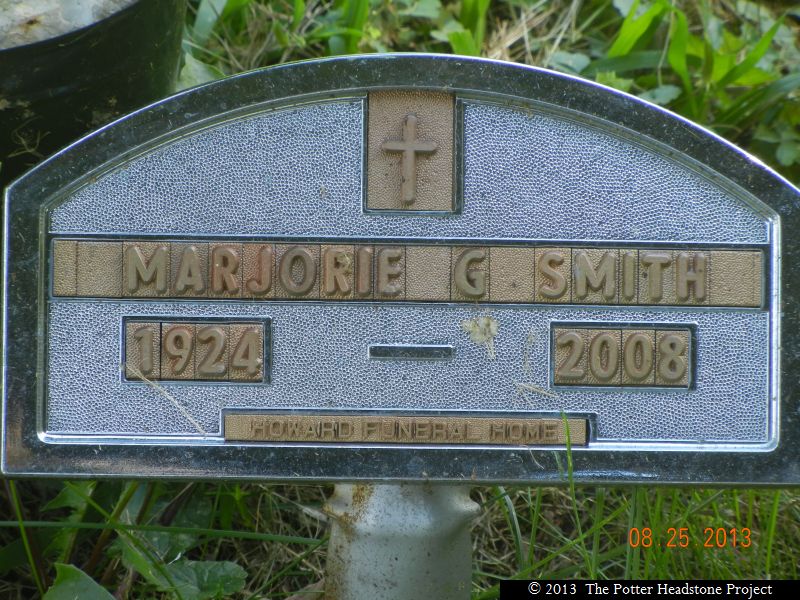 MARJORIE G SMITH
1924 – 2008
HOWARD FUNERAL HOME
08.25.2013
© 2013 The Potter Headstone Project